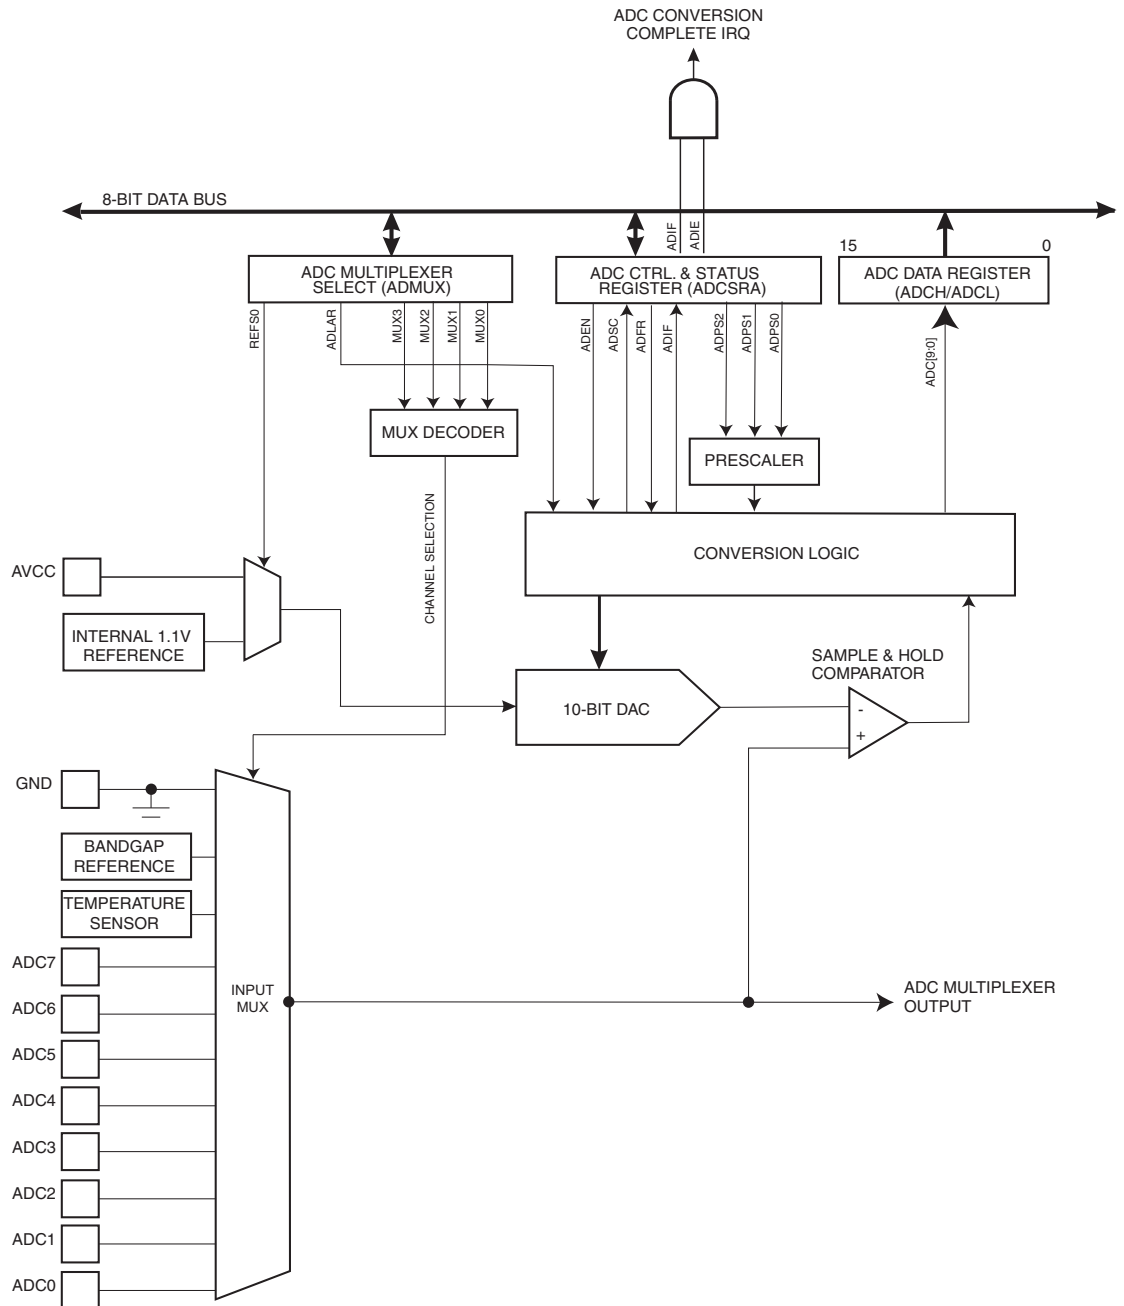 ADC CONVERSION
COMPLETE IRQ
8-BIT DATA BUS
ADIF
ADIE
15
0
ADC MULTIPLEXER
SELECT (ADMUX)
ADC CTRL. & STATUS
REGISTER (ADCSRA)
ADC DATA REGISTER
(ADCH/ADCL)
REFS0
ADLAR
MUX3
MUX2
MUX1
MUX0
ADEN
ADSC
ADFR
ADIF
ADPS2
ADPS1
ADPS0
ADC[9:0]
MUX DECODER
PRESCALER
CHANNEL SELECTION
CONVERSION LOGIC
AVCC
INTERNAL 1.1V
REFERENCE
SAMPLE & HOLD
COMPARATOR
10-BIT DAC
-
+
GND
BANDGAP
REFERENCE
TEMPERATURE
SENSOR
ADC7
ADC6
ADC5
ADC4
ADC3
ADC2
ADC1
ADC0
INPUT
MUX
ADC MULTIPLEXER
OUTPUT